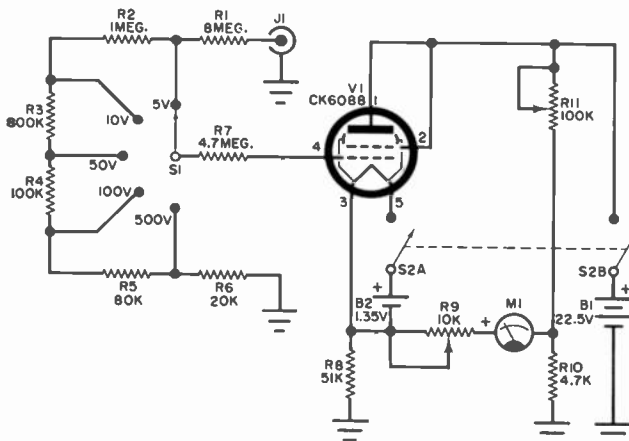 R2
1MEG.
R1
8MEG.
J1
V1
CK6088
1
5V
R3
800K
10V
R11
100K
R7
4.7MEG.
4
2
50V
S1
R4
100K
100V
3
5
500V
S2A
S2B
R5
80K
R6
20K
+
B2
1.35V
R9
10K
+
M1
+
B1
22.5V
R8
51K
R10
4.7K